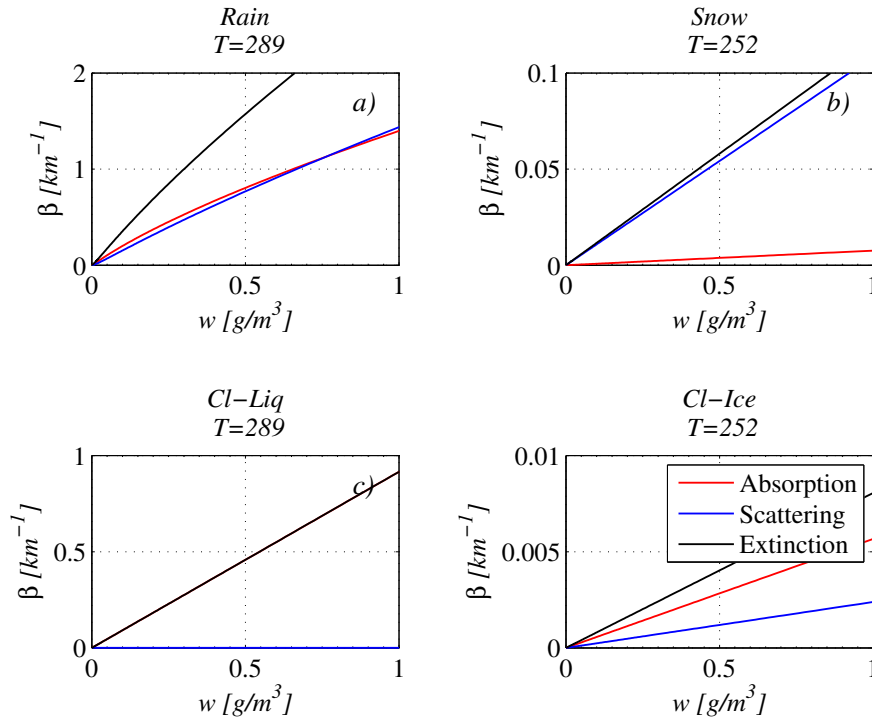 Rain
T=289
2
1
0
β [km⁻¹]
a)
0
0.5
1
w [g/m³]
Snow
T=252
0.1
0.05
0
β [km⁻¹]
b)
0
0.5
1
w [g/m³]
Cl−Liq
T=289
1
0.5
0
β [km⁻¹]
c)
0
0.5
1
w [g/m³]
Cl−Ice
T=252
0.01
0.005
0
β [km⁻¹]
Absorption
Scattering
Extinction
0
0.5
1
w [g/m³]